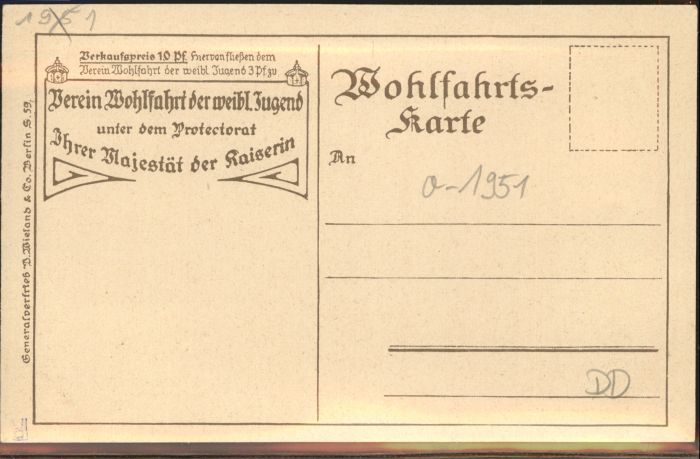 1951
Verkaufspreis 10 Pf. Hiervon fließen dem
Verein Wohlfahrt der weibl. Jugend 3 Pf. zu
Verein Wohlfahrt der weibl. Jugend
unter dem Protectorat
Ihrer Majestät der Kaiserin
Generalvertrieb W. Wieland & Co. Berlin S. 59.
Wohlfahrts-
Karte
An
0-1951
DD